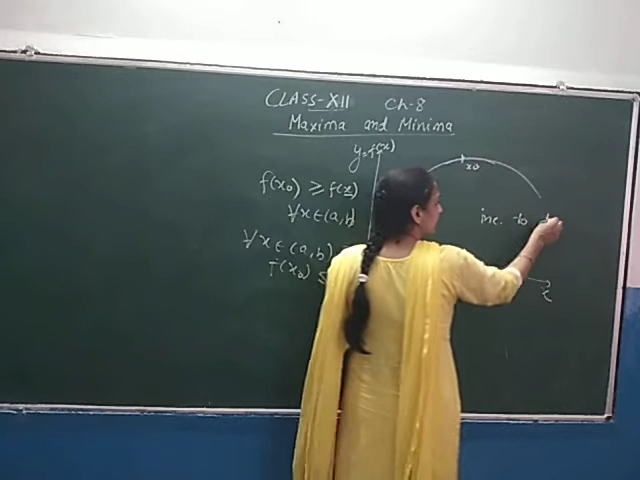 CLASS-XII Ch-8
Maxima and Minima
y=f(x)
x0
f(x0) ≥ f(x)
∀x∈(a,b)
inc. to
∀x∈(a,b)
f(x0) ≤
x